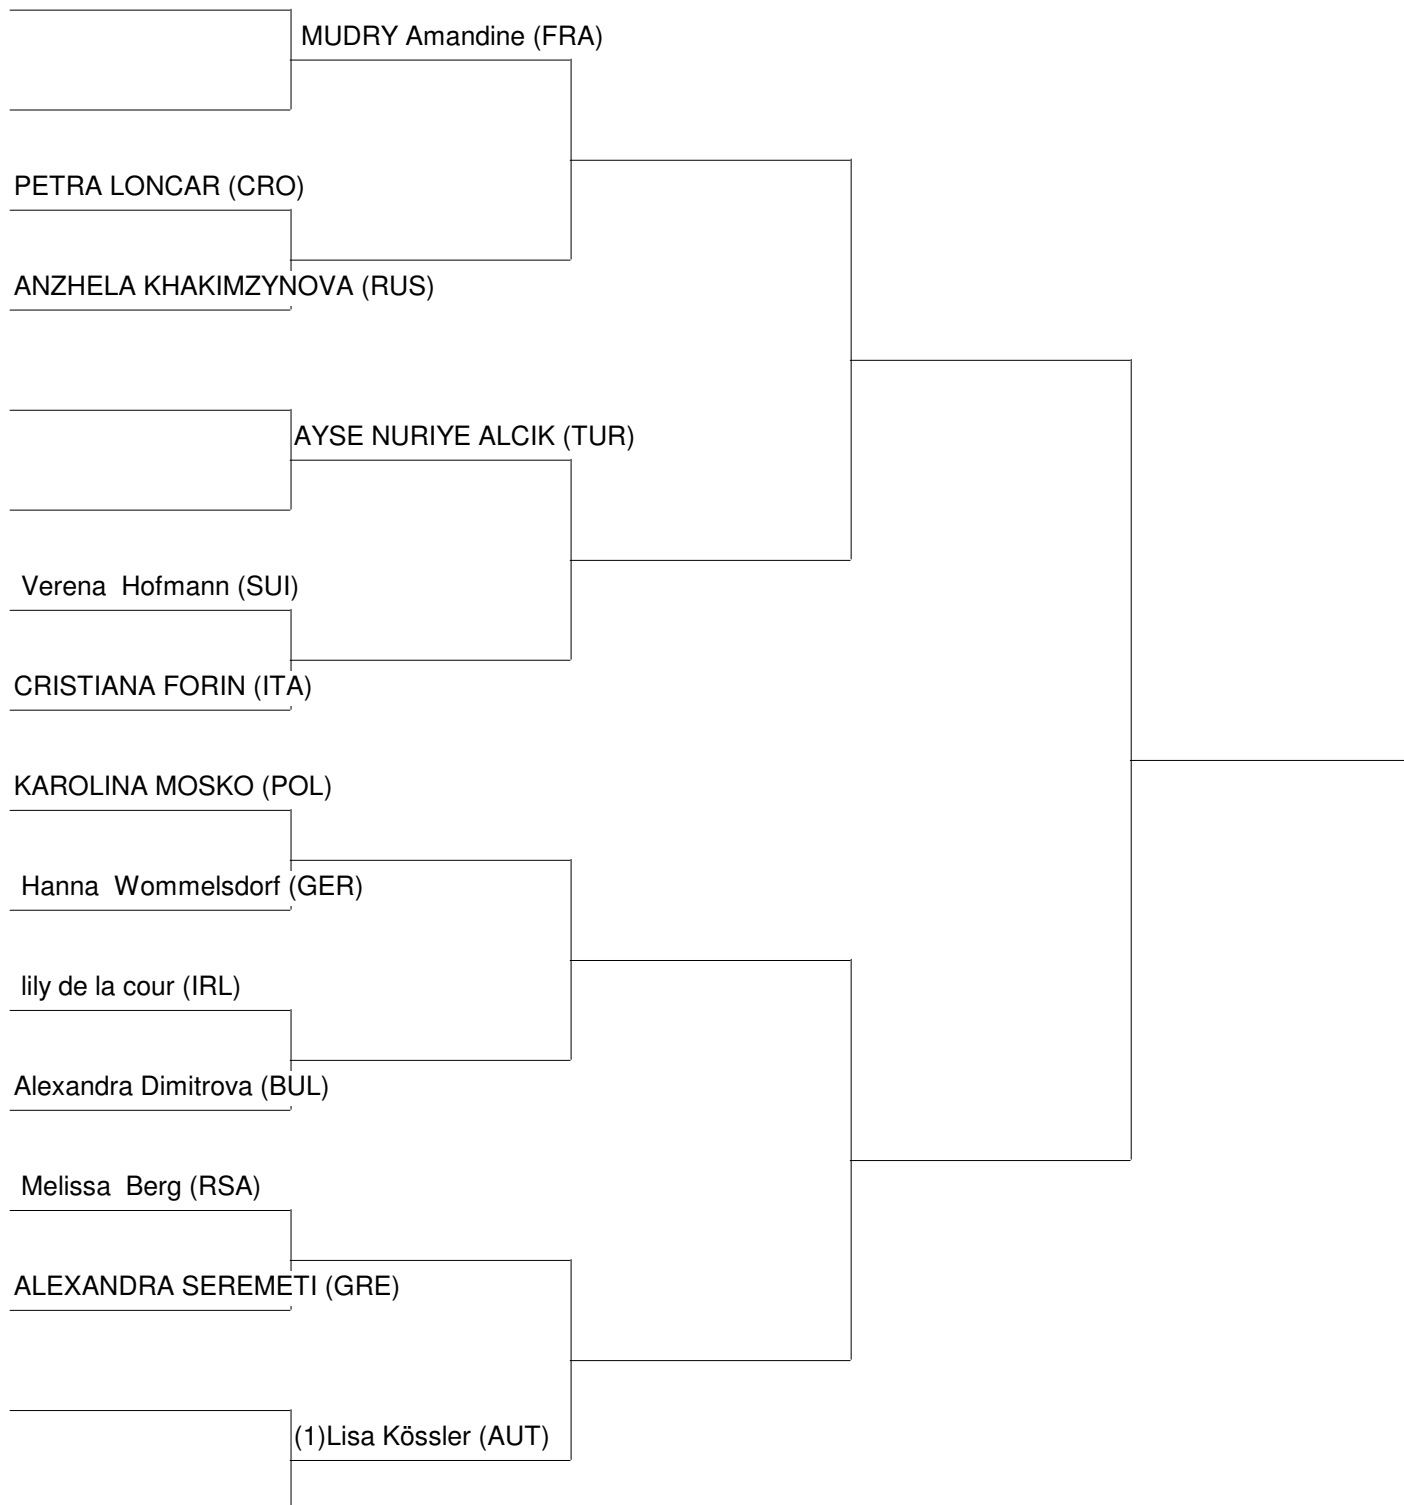 MUDRY Amandine (FRA)
PETRA LONCAR (CRO)
ANZHELA KHAKIMZYNOVA (RUS)
AYSE NURIYE ALCIK (TUR)
Verena  Hofmann (SUI)
CRISTIANA FORIN (ITA)
KAROLINA MOSKO (POL)
Hanna  Wommelsdorf (GER)
lily de la cour (IRL)
Alexandra Dimitrova (BUL)
Melissa  Berg (RSA)
ALEXANDRA SEREMETI (GRE)
(1)Lisa Kössler (AUT)